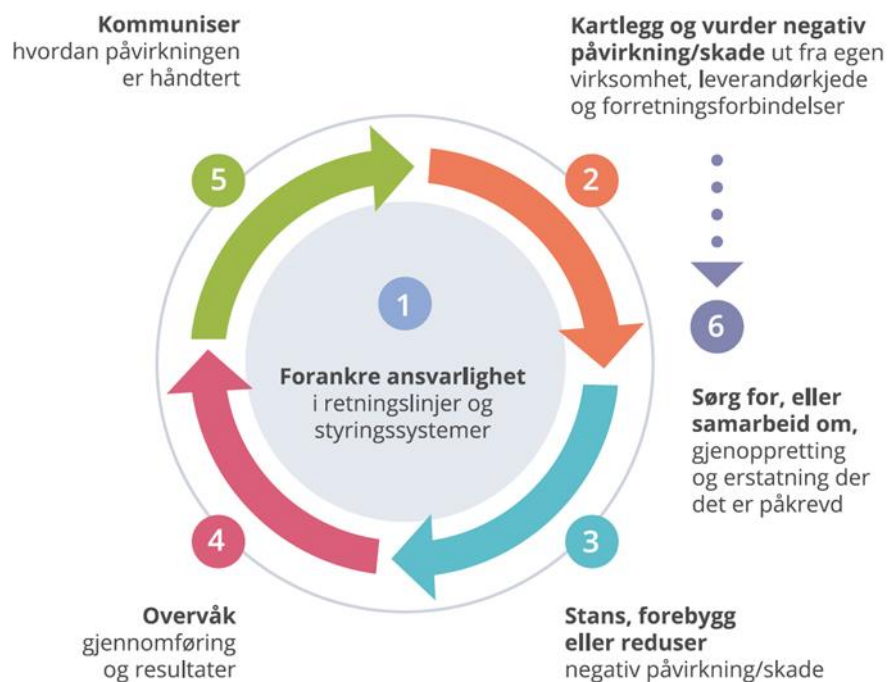 Kommuniser
hvordan påvirkningen
er håndtert
Kartlegg og vurder negativ
påvirkning/skade ut fra egen
virksomhet, leverandørkjede
og forretningsforbindelser
5
2
1
Forankre ansvarlighet
i retningslinjer og
styringssystemer
6
Sørg for, eller
samarbeid om,
gjenoppretting
og erstatning der
det er påkrevd
4
3
Overvåk
gjennomføring
og resultater
Stans, forebygg
eller reduser
negativ påvirkning/skade